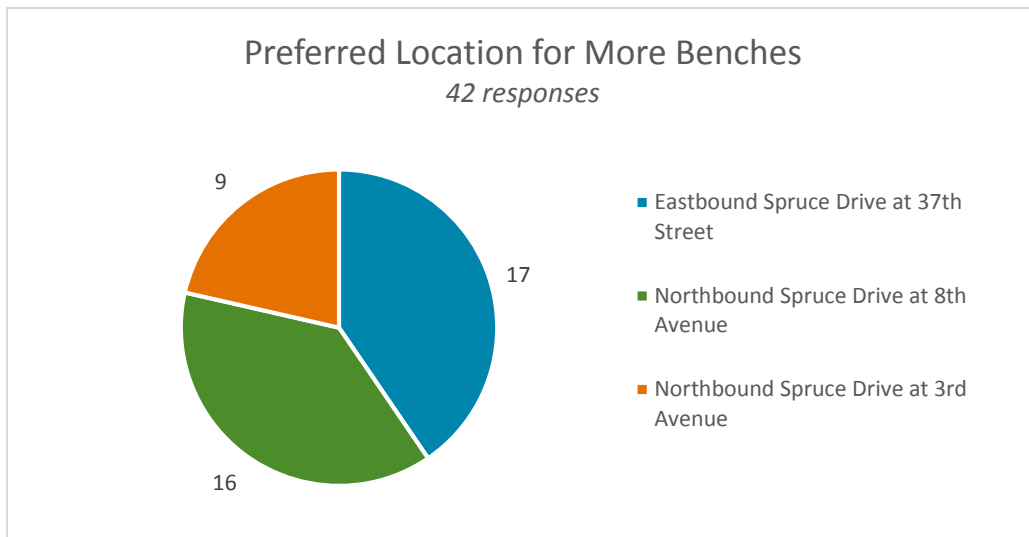 Preferred Location for More Benches
42 responses
9
17
16
Eastbound Spruce Drive at 37th
Street
Northbound Spruce Drive at 8th
Avenue
Northbound Spruce Drive at 3rd
Avenue